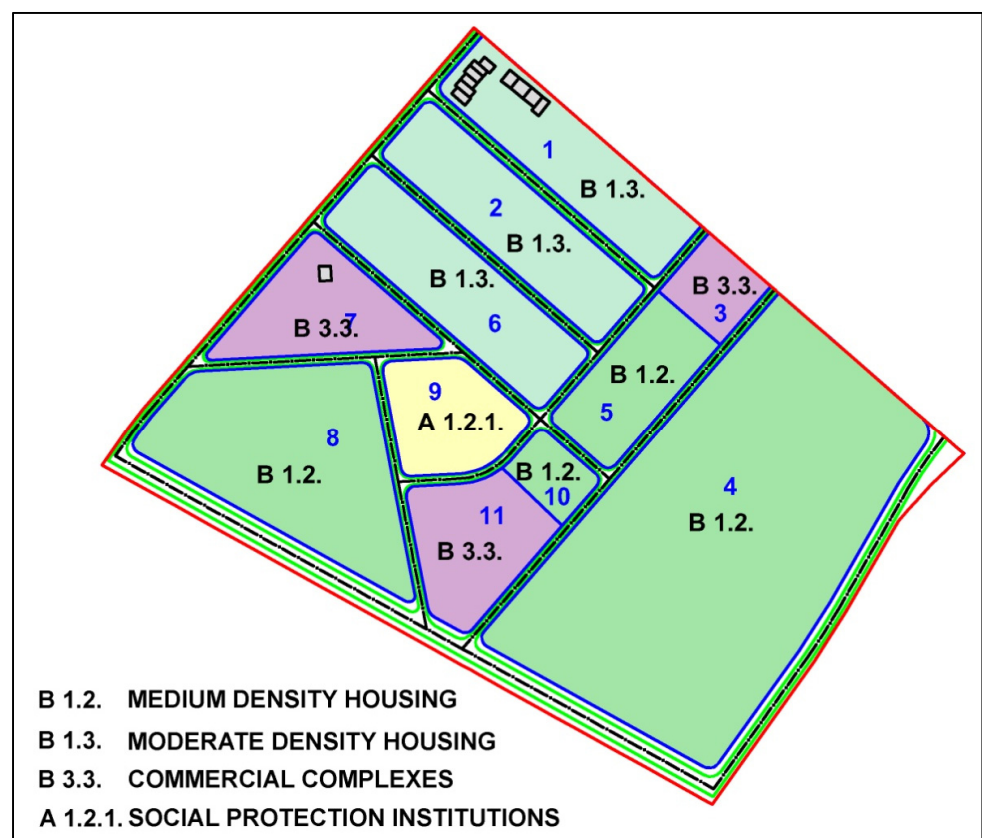 1
B 1.3.
2
B 1.3.
B 3.3.
3
B 1.3.
6
B 3.3.
7
B 1.2.
5
9
A 1.2.1.
8
B 1.2.
B 1.2.
10
4
B 1.2.
11
B 3.3.
B 1.2. MEDIUM DENSITY HOUSING
B 1.3. MODERATE DENSITY HOUSING
B 3.3. COMMERCIAL COMPLEXES
A 1.2.1. SOCIAL PROTECTION INSTITUTIONS